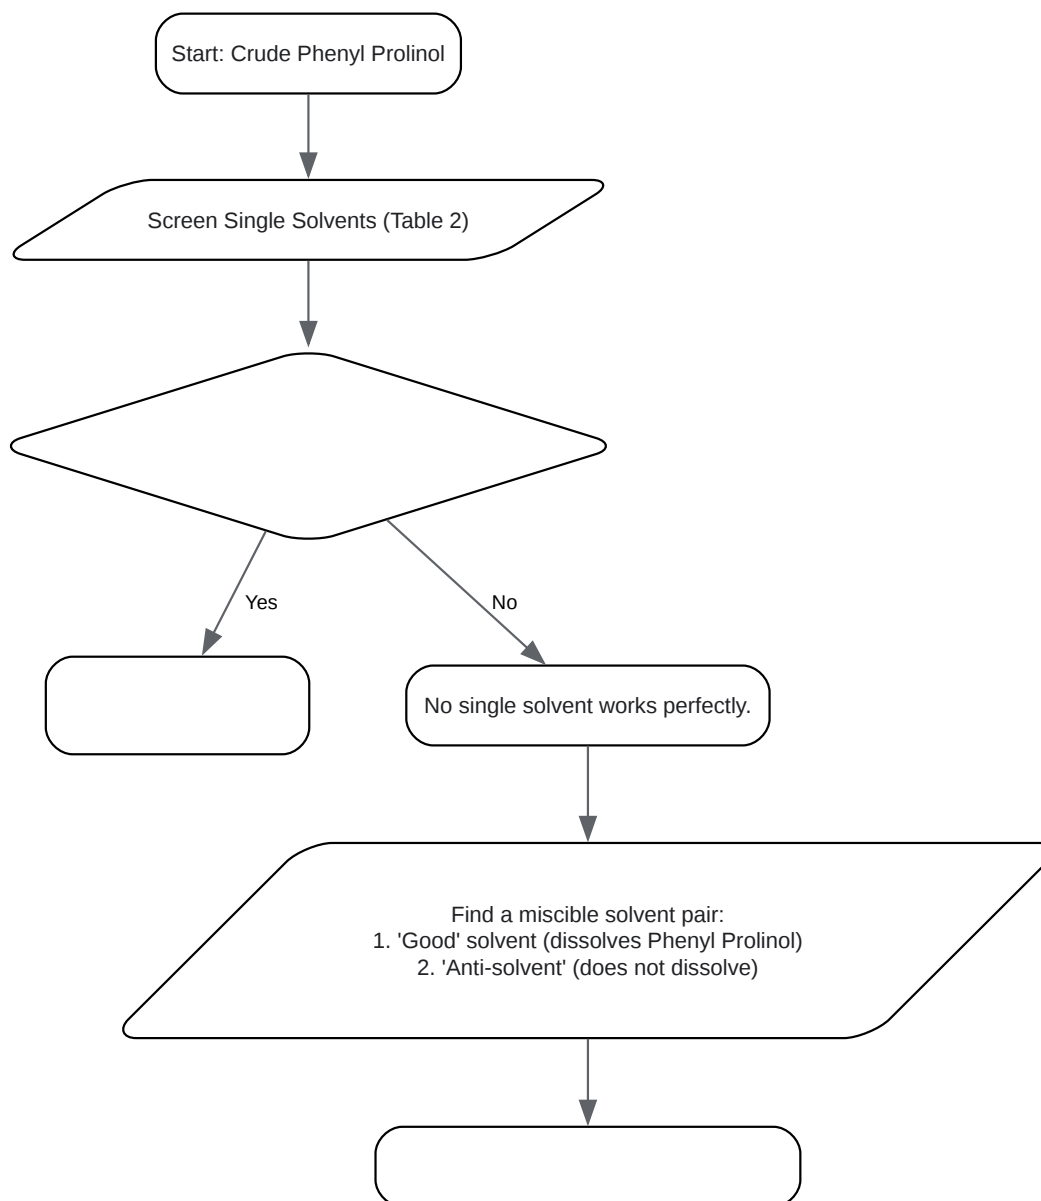 Start: Crude Phenyl Prolinol
Screen Single Solvents (Table 2)
Yes
No
No single solvent works perfectly.
Find a miscible solvent pair:
1. 'Good' solvent (dissolves Phenyl Prolinol)
2. 'Anti-solvent' (does not dissolve)